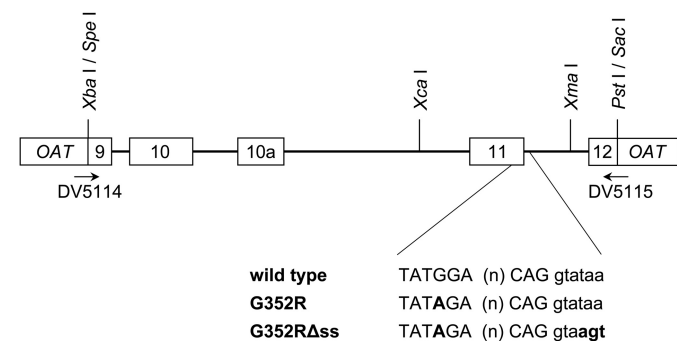 Xba I / Spe I
Xca I
Xma I
Pst I / Sac I
OAT 9 10 10a 11 12 OAT
DV5114 DV5115
wild type TATGGA (n) CAG gtataa
G352R TATAGA (n) CAG gtataa
G352RΔss TATAGA (n) CAG gtaagt